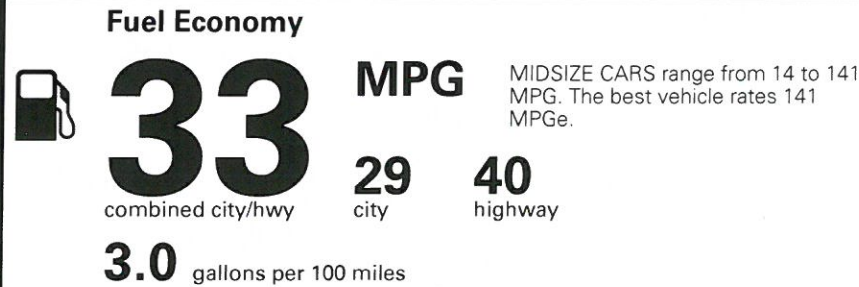 Fuel Economy
33 MPG
combined city/hwy
29 city
40 highway
MIDSIZE CARS range from 14 to 141
MPG. The best vehicle rates 141
MPGe.
3.0 gallons per 100 miles